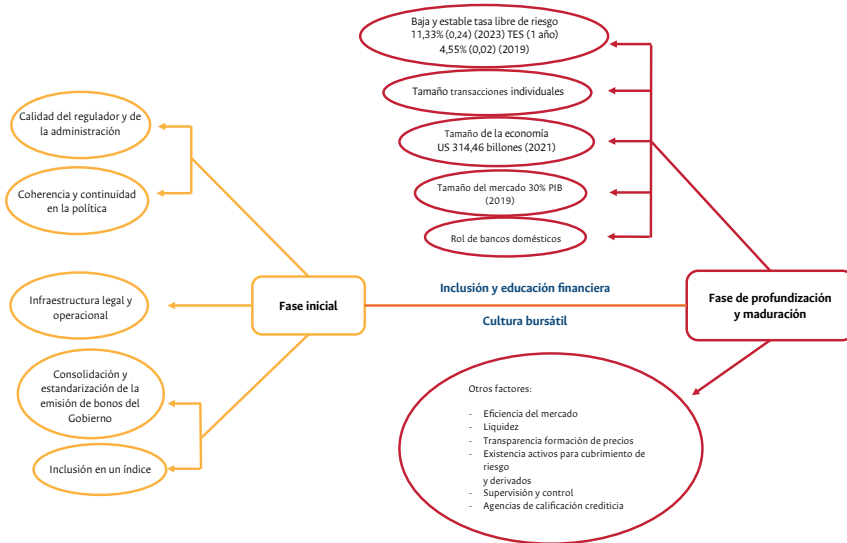 Baja y estable tasa libre de riesgo
11,33% (0,24) (2023) TES (1 año)
4,55% (0,02) (2019)
Tamaño transacciones individuales
Tamaño de la economía
US 314,46 billones (2021)
Tamaño del mercado 30% PIB
(2019)
Rol de bancos domésticos
Calidad del regulador y de
la administración
Coherencia y continuidad
en la política
Infraestructura legal y
operacional
Consolidación y
estandarización de la
emisión de bonos del
Gobierno
Inclusión en un índice
Fase inicial
Inclusión y educación financiera
Cultura bursátil
Fase de profundización
y maduración
Otros factores:
- Eficiencia del mercado
- Liquidez
- Transparencia formación de precios
- Existencia activos para cubrimiento de
riesgo
y derivados
- Supervisión y control
- Agencias de calificación crediticia